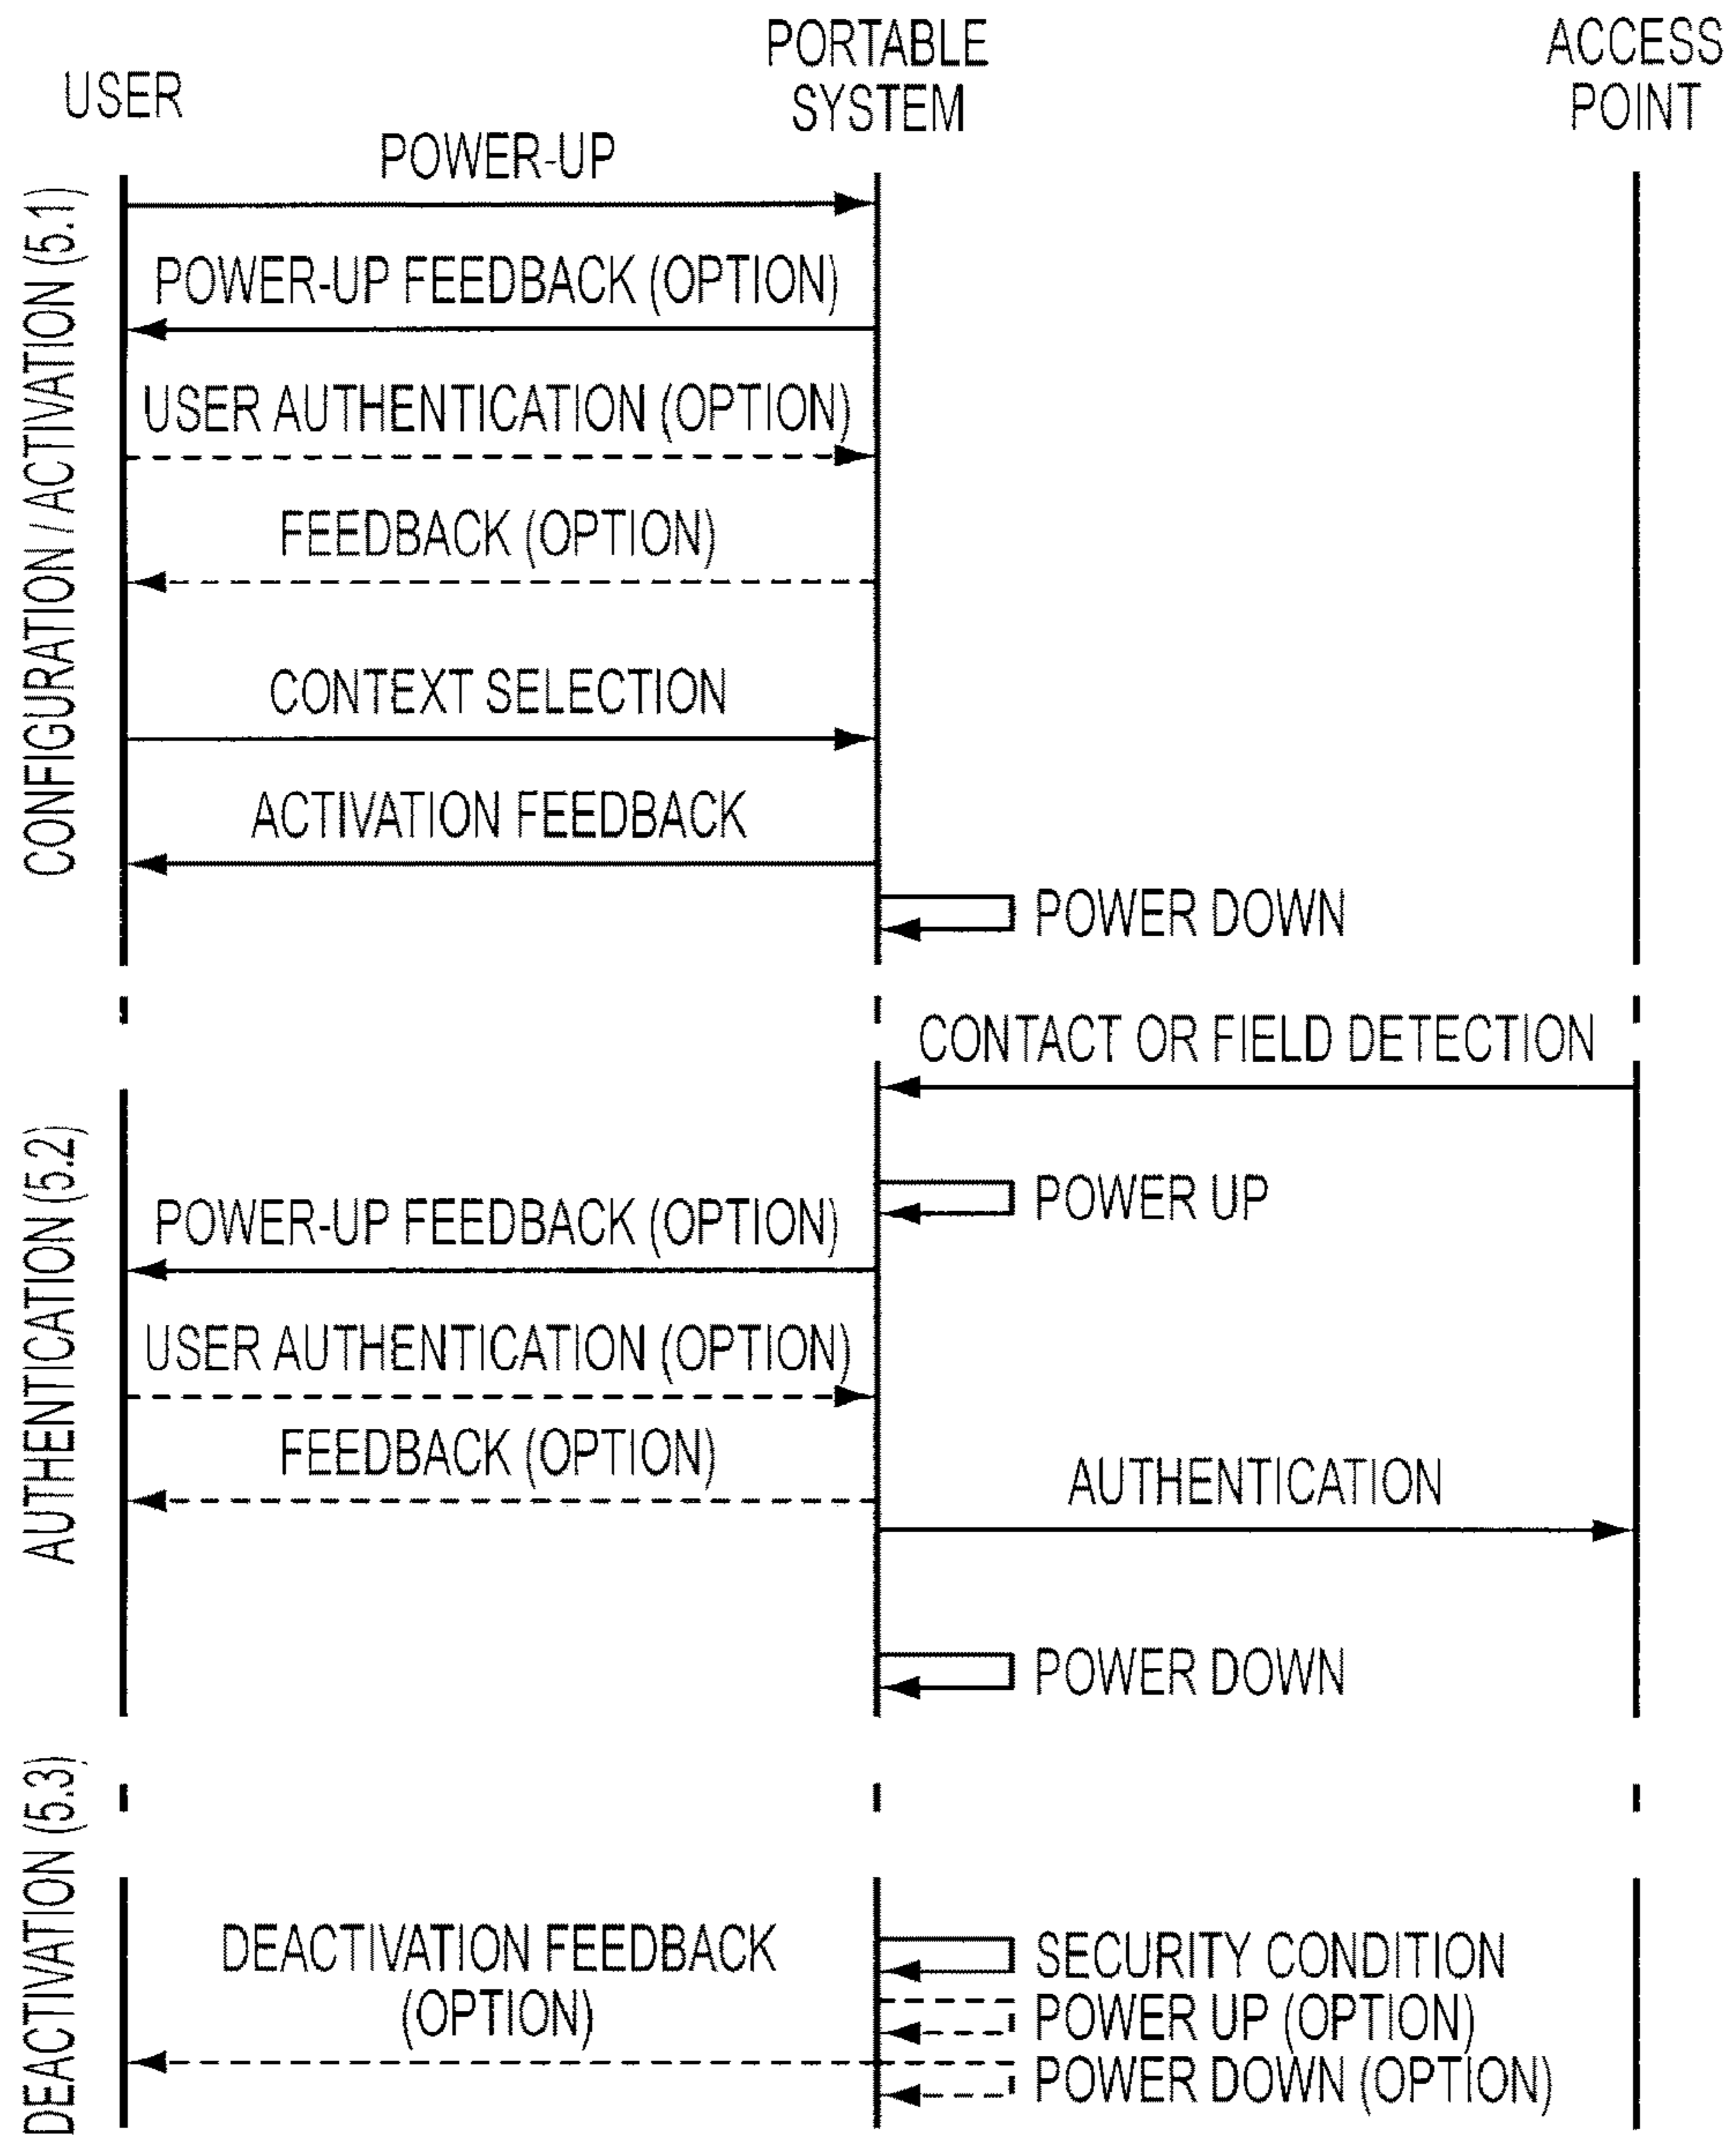 USER
PORTABLE
SYSTEM
ACCESS
POINT
CONFIGURATION / ACTIVATION (5.1)
POWER-UP
POWER-UP FEEDBACK (OPTION)
USER AUTHENTICATION (OPTION)
FEEDBACK (OPTION)
CONTEXT SELECTION
ACTIVATION FEEDBACK
POWER DOWN
CONTACT OR FIELD DETECTION
AUTHENTICATION (5.2)
POWER UP
POWER-UP FEEDBACK (OPTION)
USER AUTHENTICATION (OPTION)
FEEDBACK (OPTION)
AUTHENTICATION
POWER DOWN
DEACTIVATION (5.3)
DEACTIVATION FEEDBACK
(OPTION)
SECURITY CONDITION
POWER UP (OPTION)
POWER DOWN (OPTION)